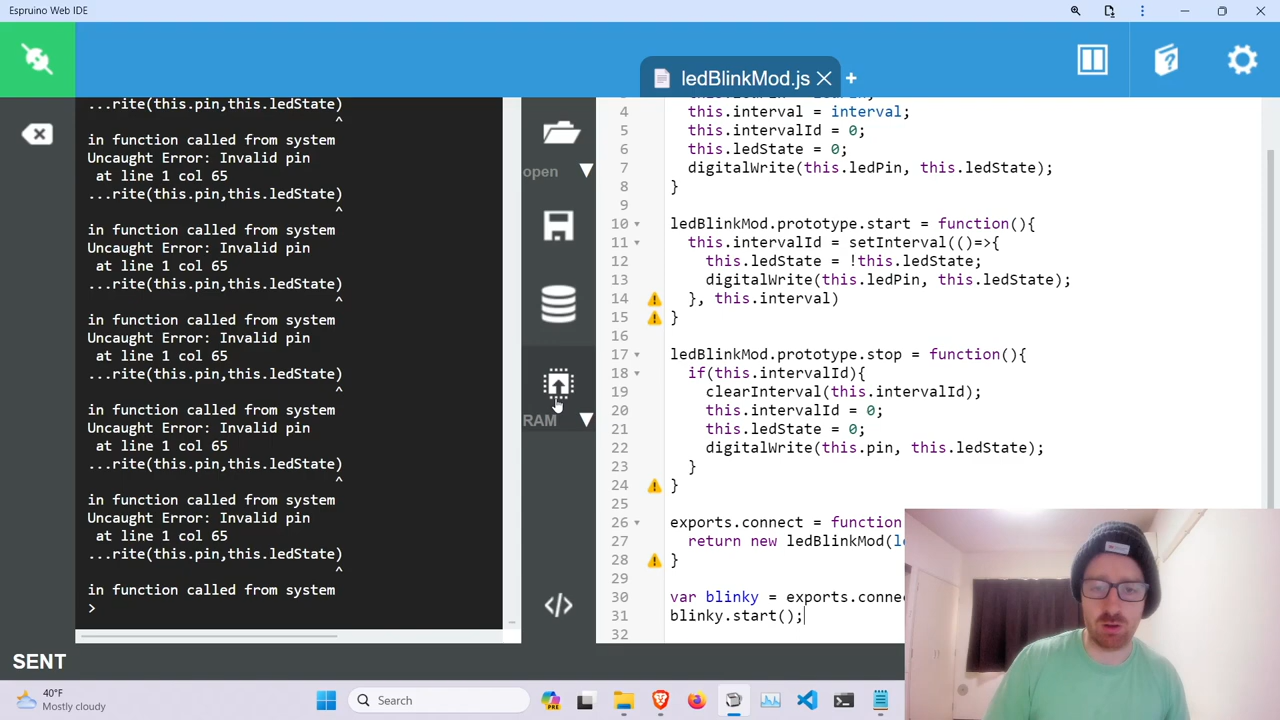 Espruino Web IDE
ledBlinkMod.js
...rite(this.pin,this.ledState)
^
in function called from system
Uncaught Error: Invalid pin
at line 1 col 65
...rite(this.pin,this.ledState)
^
in function called from system
Uncaught Error: Invalid pin
at line 1 col 65
...rite(this.pin,this.ledState)
^
in function called from system
Uncaught Error: Invalid pin
at line 1 col 65
...rite(this.pin,this.ledState)
^
in function called from system
Uncaught Error: Invalid pin
at line 1 col 65
...rite(this.pin,this.ledState)
^
in function called from system
Uncaught Error: Invalid pin
at line 1 col 65
...rite(this.pin,this.ledState)
^
in function called from system
>
open
RAM
4 this.interval = interval;
5 this.intervalId = 0;
6 this.ledState = 0;
7 digitalWrite(this.ledPin, this.ledState);
8 }
9
10 ledBlinkMod.prototype.start = function(){
11 this.intervalId = setInterval(()=>{
12 this.ledState = !this.ledState;
13 digitalWrite(this.ledPin, this.ledState);
14 }, this.interval)
15 }
16
17 ledBlinkMod.prototype.stop = function(){
18 if(this.intervalId){
19 clearInterval(this.intervalId);
20 this.intervalId = 0;
21 this.ledState = 0;
22 digitalWrite(this.pin, this.ledState);
23 }
24 }
25
26 exports.connect = function
27 return new ledBlinkMod(
28 }
29
30 var blinky = exports.connec
31 blinky.start();
32
SENT
40°F
Mostly cloudy
Search